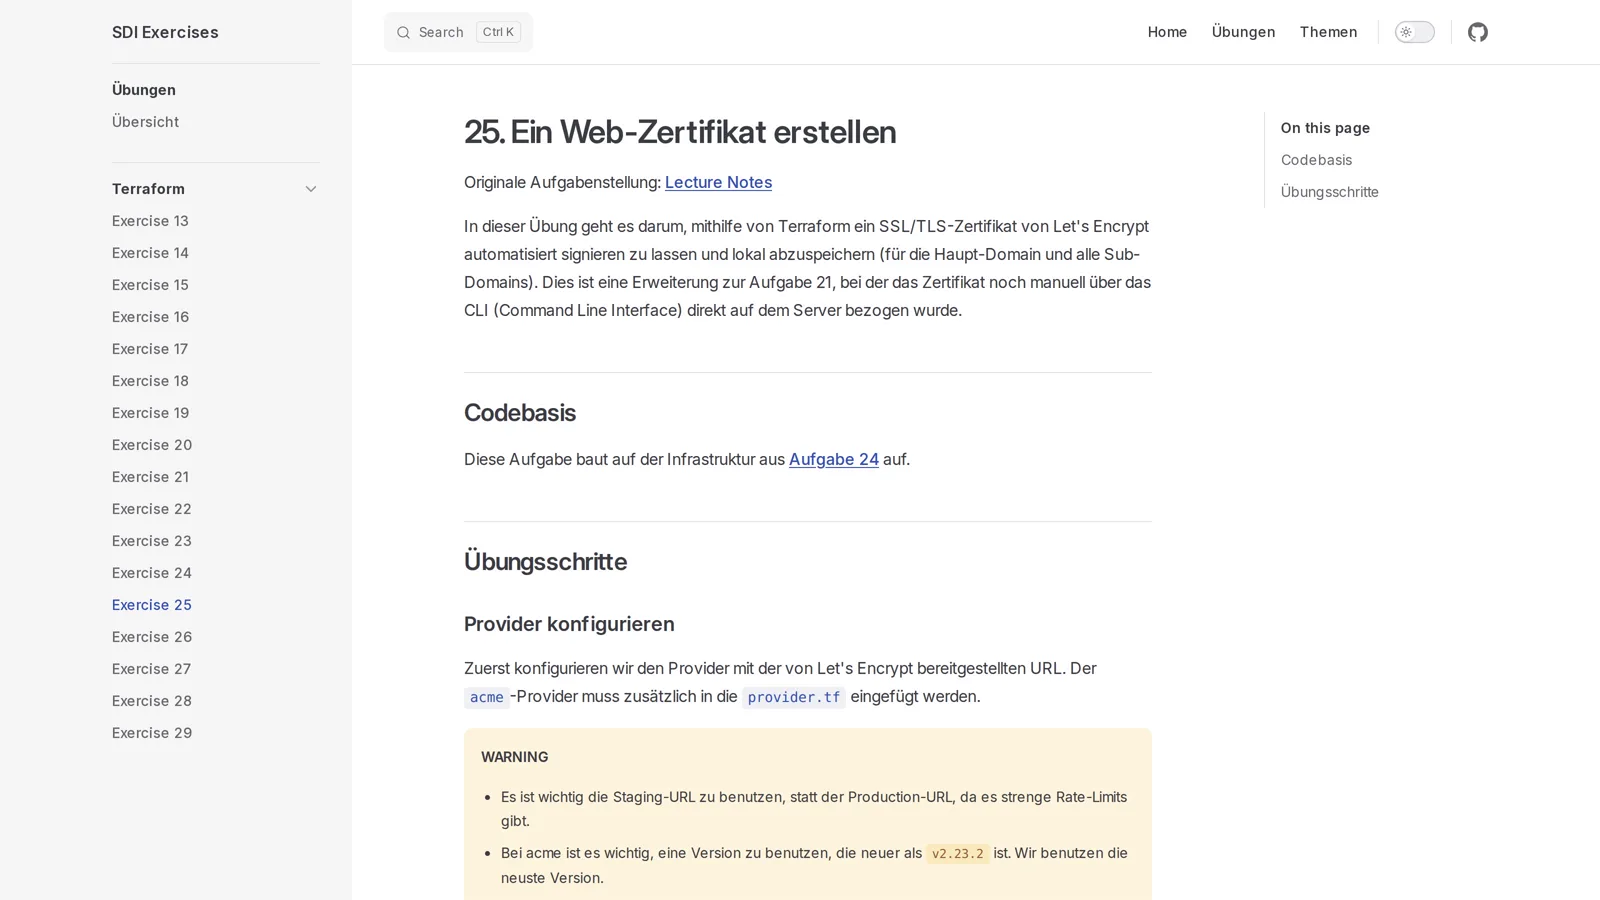 SDI Exercises
Übungen
Übersicht
Terraform
Exercise 13
Exercise 14
Exercise 15
Exercise 16
Exercise 17
Exercise 18
Exercise 19
Exercise 20
Exercise 21
Exercise 22
Exercise 23
Exercise 24
Exercise 25
Exercise 26
Exercise 27
Exercise 28
Exercise 29
Search Ctrl K
Home Übungen Themen
25. Ein Web-Zertifikat erstellen
Originale Aufgabenstellung: Lecture Notes
In dieser Übung geht es darum, mithilfe von Terraform ein SSL/TLS-Zertifikat von Let's Encrypt
automatisiert signieren zu lassen und lokal abzuspeichern (für die Haupt-Domain und alle Sub-
Domains). Dies ist eine Erweiterung zur Aufgabe 21, bei der das Zertifikat noch manuell über das
CLI (Command Line Interface) direkt auf dem Server bezogen wurde.
Codebasis
Diese Aufgabe baut auf der Infrastruktur aus Aufgabe 24 auf.
Übungsschritte
Provider konfigurieren
Zuerst konfigurieren wir den Provider mit der von Let's Encrypt bereitgestellten URL. Der
acme-Provider muss zusätzlich in die provider.tf eingefügt werden.
WARNING
• Es ist wichtig die Staging-URL zu benutzen, statt der Production-URL, da es strenge Rate-Limits
gibt.
• Bei acme ist es wichtig, eine Version zu benutzen, die neuer als v2.23.2 ist. Wir benutzen die
neuste Version.
On this page
Codebasis
Übungsschritte